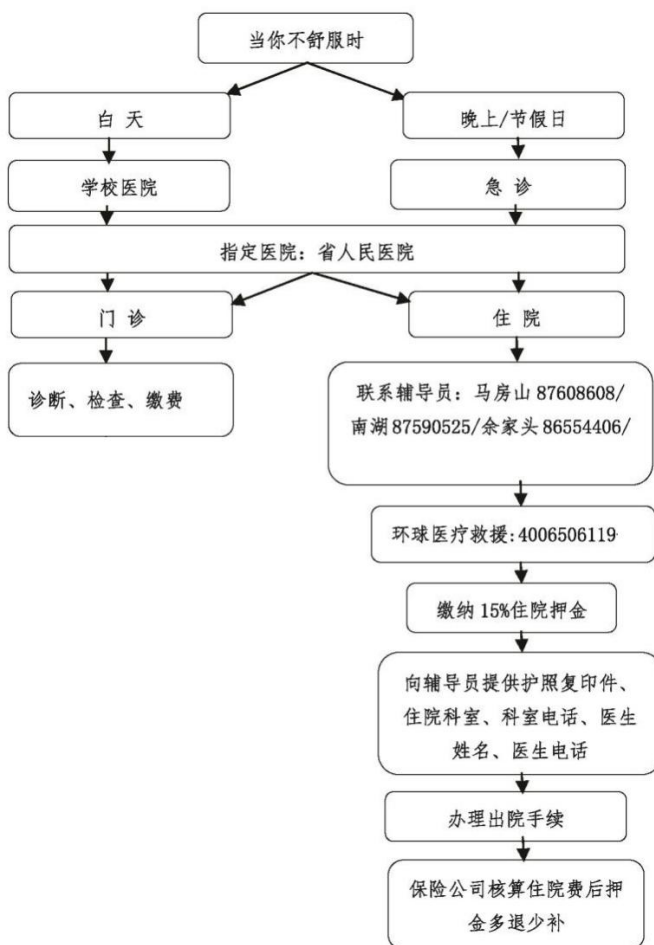 当你不舒服时
白 天
晚上/节假日
学校医院
急 诊
指定医院：省人民医院
门 诊
住 院
诊断、检查、缴费
联系辅导员：马房山 87608608/
南湖 87590525/余家头 86554406/
环球医疗救援:4006506119
缴纳 15%住院押金
向辅导员提供护照复印件、
住院科室、科室电话、医生
姓名、医生电话
办理出院手续
保险公司核算住院费后押
金多退少补